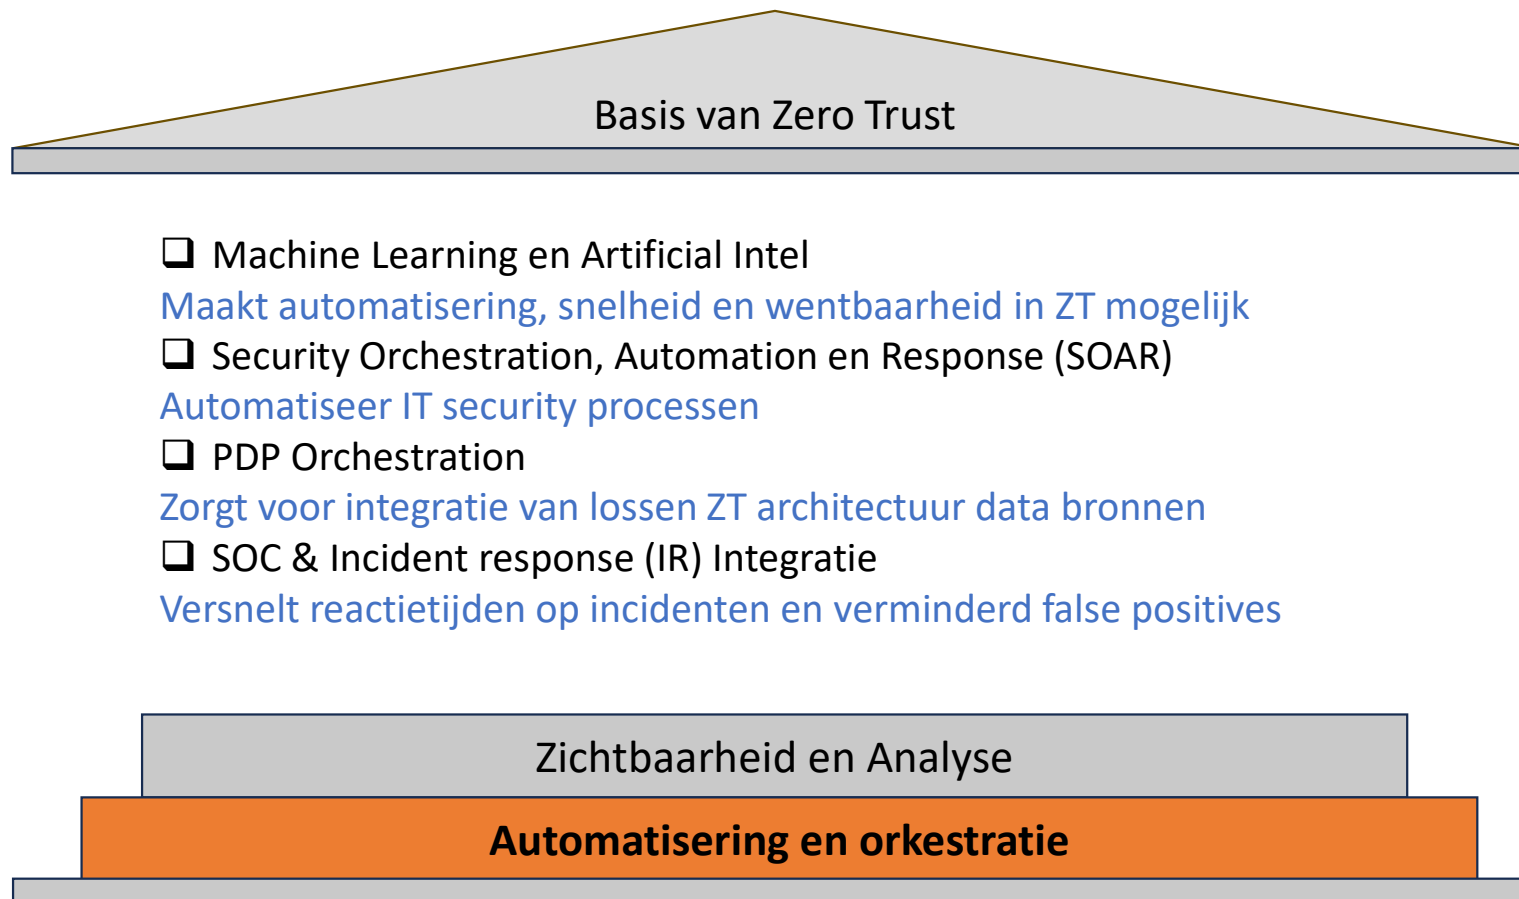 Basis van Zero Trust
❑ Machine Learning en Artificial Intel
Maakt automatisering, snelheid en wentbaarheid in ZT mogelijk
❑ Security Orchestration, Automation en Response (SOAR)
Automatiseer IT security processen
❑ PDP Orchestration
Zorgt voor integratie van lossen ZT architectuur data bronnen
❑ SOC & Incident response (IR) Integratie
Versnelt reactietijden op incidenten en verminderd false positives
Zichtbaarheid en Analyse
Automatisering en orkestratie